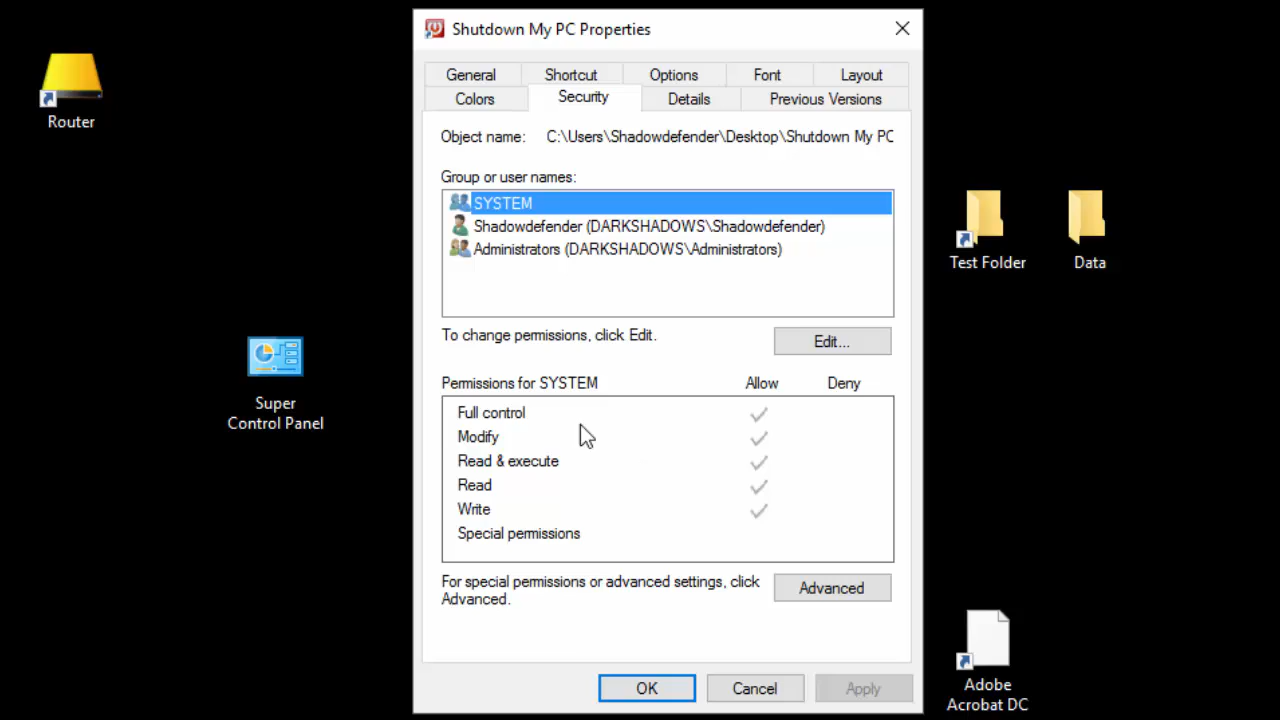 Shutdown My PC Properties
General
Shortcut
Options
Font
Layout
Colors
Security
Details
Previous Versions
Object name: C:\Users\Shadowdefender\Desktop\Shutdown My PC
Group or user names:
SYSTEM
Shadowdefender (DARKSHADOWS\Shadowdefender)
Administrators (DARKSHADOWS\Administrators)
To change permissions, click Edit.
Edit...
Permissions for SYSTEM Allow Deny
Full control
Modify
Read & execute
Read
Write
Special permissions
For special permissions or advanced settings, click
Advanced.
Advanced
OK
Cancel
Apply
Router
Super
Control Panel
Test Folder
Data
Adobe
Acrobat DC